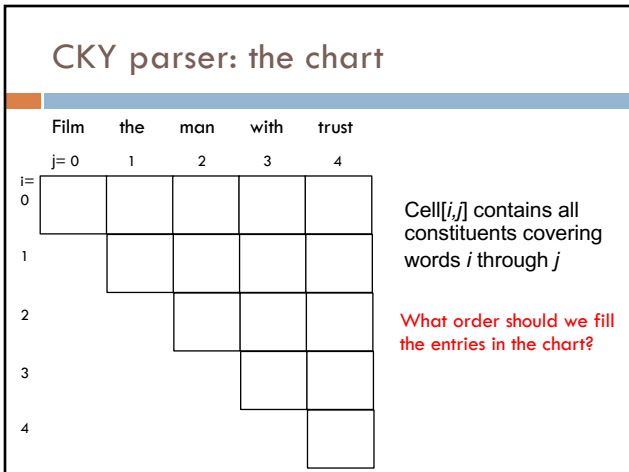 CKY parser: the chart
Film the man with trust
j= 0 1 2 3 4
i=
0
1
2
3
4
Cell[i,j] contains all
constituents covering
words i through j
What order should we fill
the entries in the chart?